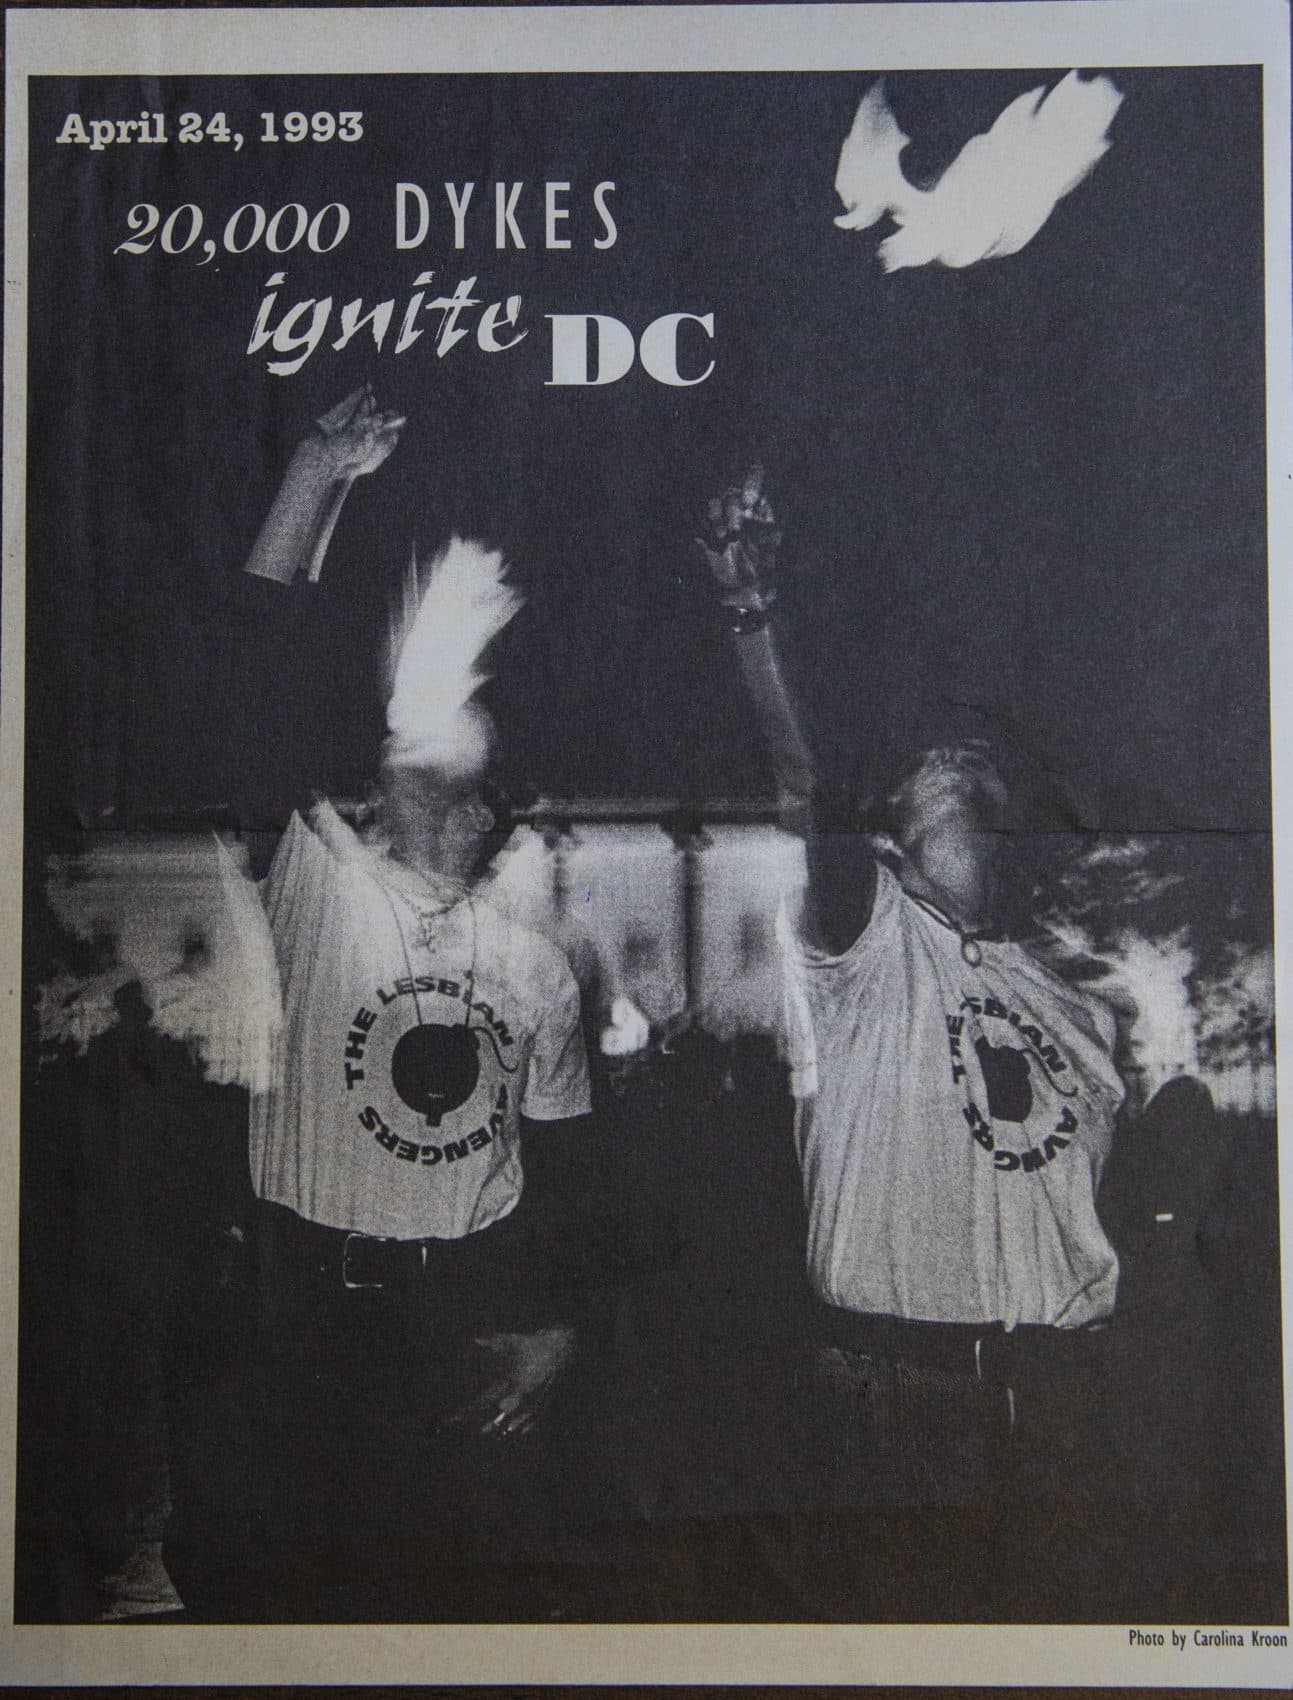 April 24, 1993
20,000 DYKES
ignite DC
THE LESBIAN AVENGERS
THE LESBIAN AVENGERS
Photo by Carolina Kroon